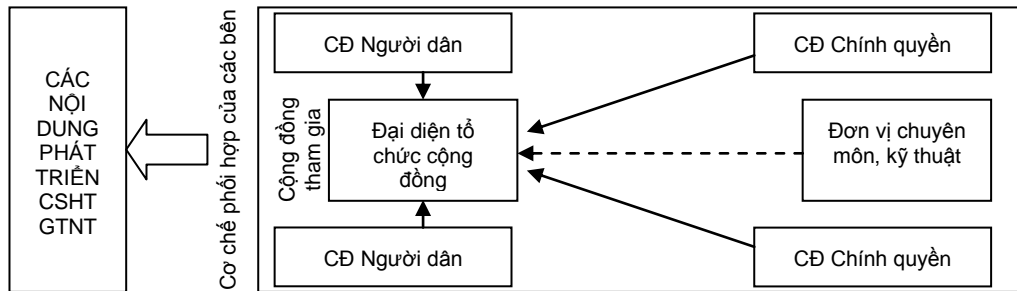 CÁC
NỘI
DUNG
PHÁT
TRIỂN
CSHT
GTNT
Cơ chế phối hợp của các bên
CĐ Người dân
CĐ Chính quyền
Cộng đồng
tham gia
Đại diện tổ
chức cộng
đồng
Đơn vị chuyên
môn, kỹ thuật
CĐ Người dân
CĐ Chính quyền